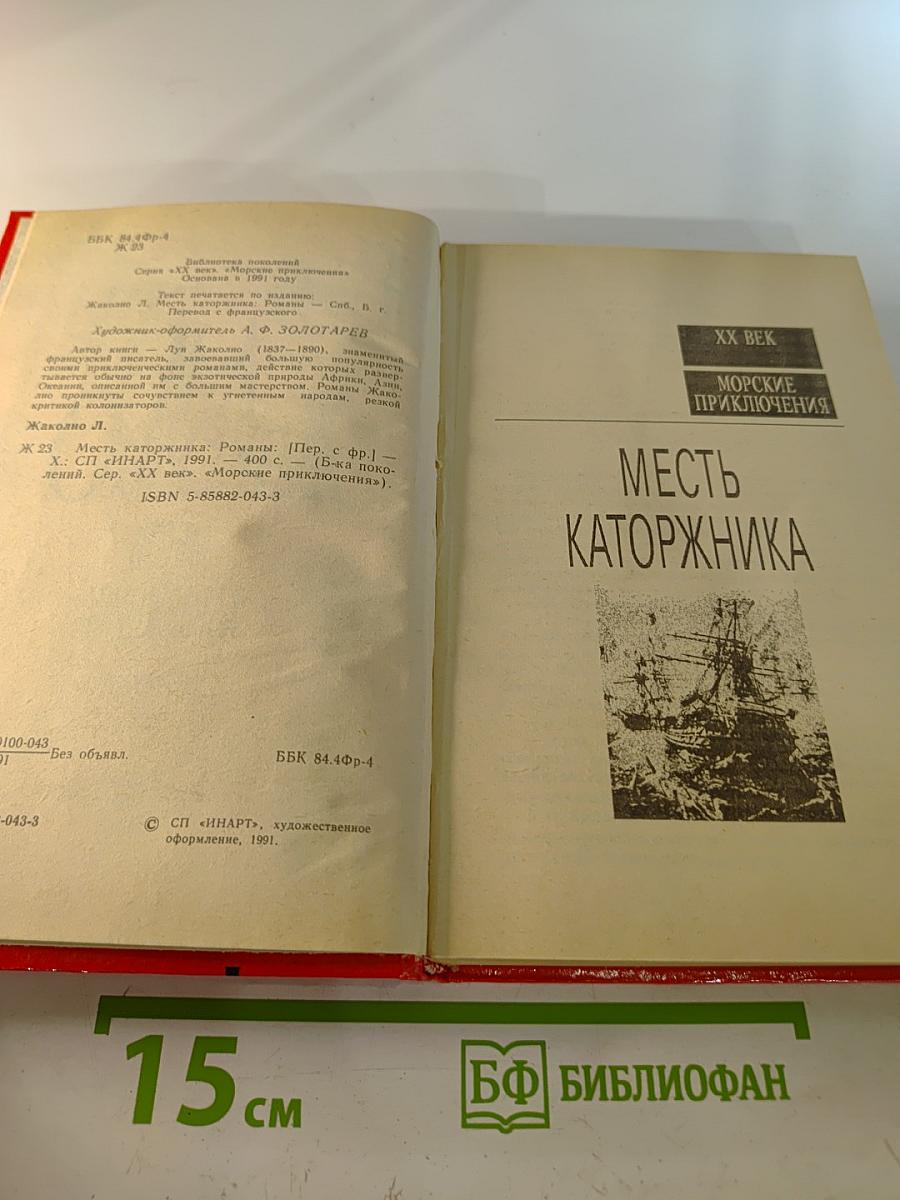 ББК 84.4Фр-4
Ж 23
Библиотека поколений
Серия «XX век». «Морские приключения»
Основана в 1991 году
Текст печатается по изданию:
Жаколио Л. Месть каторжника: Романы — Спб., Б. г.
Перевод с французского
Художник-оформитель А. Ф. ЗОЛОТАРЕВ
Автор книги — Луи Жаколио (1837—1890), знаменитый
французский писатель, завоевавший большую популярность
своими приключенческими романами, действие которых развер-
тывается обычно на фоне экзотической природы Африки, Азии,
Океании, описанной им с большим мастерством. Романы Жако-
лио проникнуты сочувствием к угнетенным народам, резкой
критикой колонизаторов.
Жаколио Л.
Ж 23 Месть каторжника: Романы: [Пер. с фр.] —
Х.: СП «ИНАРТ», 1991. — 400 с. — (Б-ка поко-
лений. Сер. «XX век». «Морские приключения»).
ISBN 5-85882-043-3
0100-043
91
Без объявл.
ББК 84.4Фр-4
-043-3
© СП «ИНАРТ», художественное
оформление, 1991.
XX ВЕК
МОРСКИЕ
ПРИКЛЮЧЕНИЯ
МЕСТЬ
КАТОРЖНИКА
15 см
БФ БИБЛИОФАН